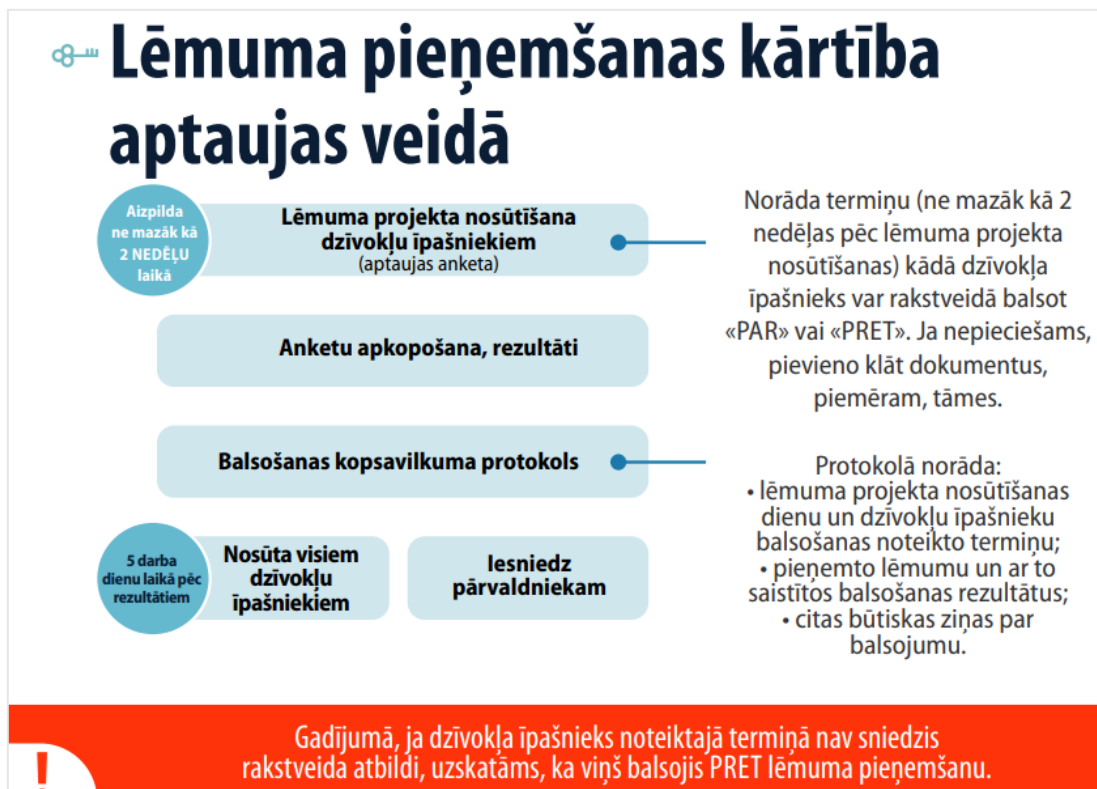 Lēmuma pieņemšanas kārtība
aptaujas veidā
Aizpilda
ne mazāk kā
2 NEDĒĻU
laikā
Lēmuma projekta nosūtīšana
dzīvokļu īpašniekiem
(aptaujas anketa)
Norāda termiņu (ne mazāk kā 2
nedēļas pēc lēmuma projekta
nosūtīšanas) kādā dzīvokļa
īpašnieks var rakstveidā balsot
«PAR» vai «PRET». Ja nepieciešams,
pievieno klāt dokumentus,
piemēram, tāmes.
Anketu apkopošana, rezultāti
Balsošanas kopsavilkuma protokols
Protokolā norāda:
• lēmuma projekta nosūtīšanas
dienu un dzīvokļu īpašnieku
balsošanas noteikto termiņu;
• pieņemto lēmumu un ar to
saistītos balsošanas rezultātus;
• citas būtiskas ziņas par
balsojumu.
5 darba
dienu laikā pēc
rezultātiem
Nosūta visiem
dzīvokļu
īpašniekiem
Iesniedz
pārvaldniekam
!
Gadījumā, ja dzīvokļa īpašnieks noteiktajā termiņā nav sniedzis
rakstveida atbildi, uzskatāms, ka viņš balsojis PRET lēmuma pieņemšanu.